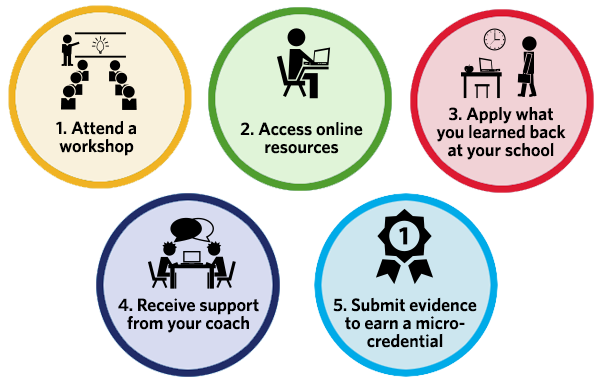 1. Attend a
workshop
2. Access online
resources
3. Apply what
you learned back
at your school
4. Receive support
from your coach
1
5. Submit evidence
to earn a micro-
credential